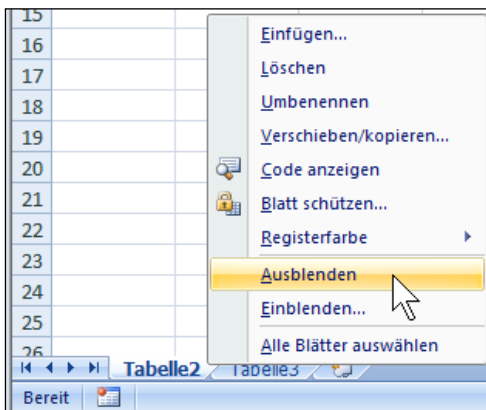 15
16
17
18
19
20
21
22
23
24
25
26
Einfügen...
Löschen
Umbenennen
Verschieben/kopieren...
Code anzeigen
Blatt schützen...
Registerfarbe
Ausblenden
Einblenden...
Alle Blätter auswählen
Tabelle2 Tabelle3
Bereit